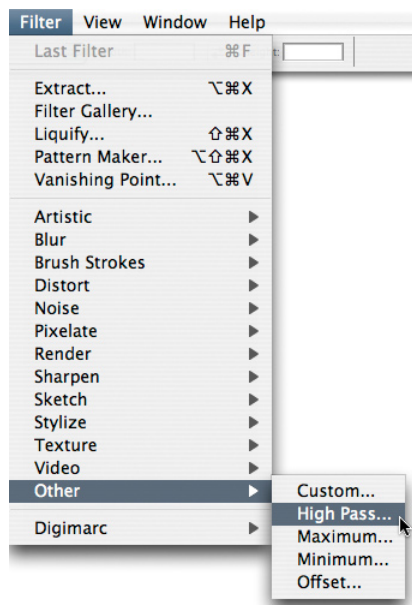 Filter View Window Help
Last Filter ⌘F t:
Extract... ⌥⌘X
Filter Gallery...
Liquify... ⇧⌘X
Pattern Maker... ⌥⇧⌘X
Vanishing Point... ⌥⌘V
Artistic
Blur
Brush Strokes
Distort
Noise
Pixelate
Render
Sharpen
Sketch
Stylize
Texture
Video
Other
Digimarc
Custom...
High Pass...
Maximum...
Minimum...
Offset...